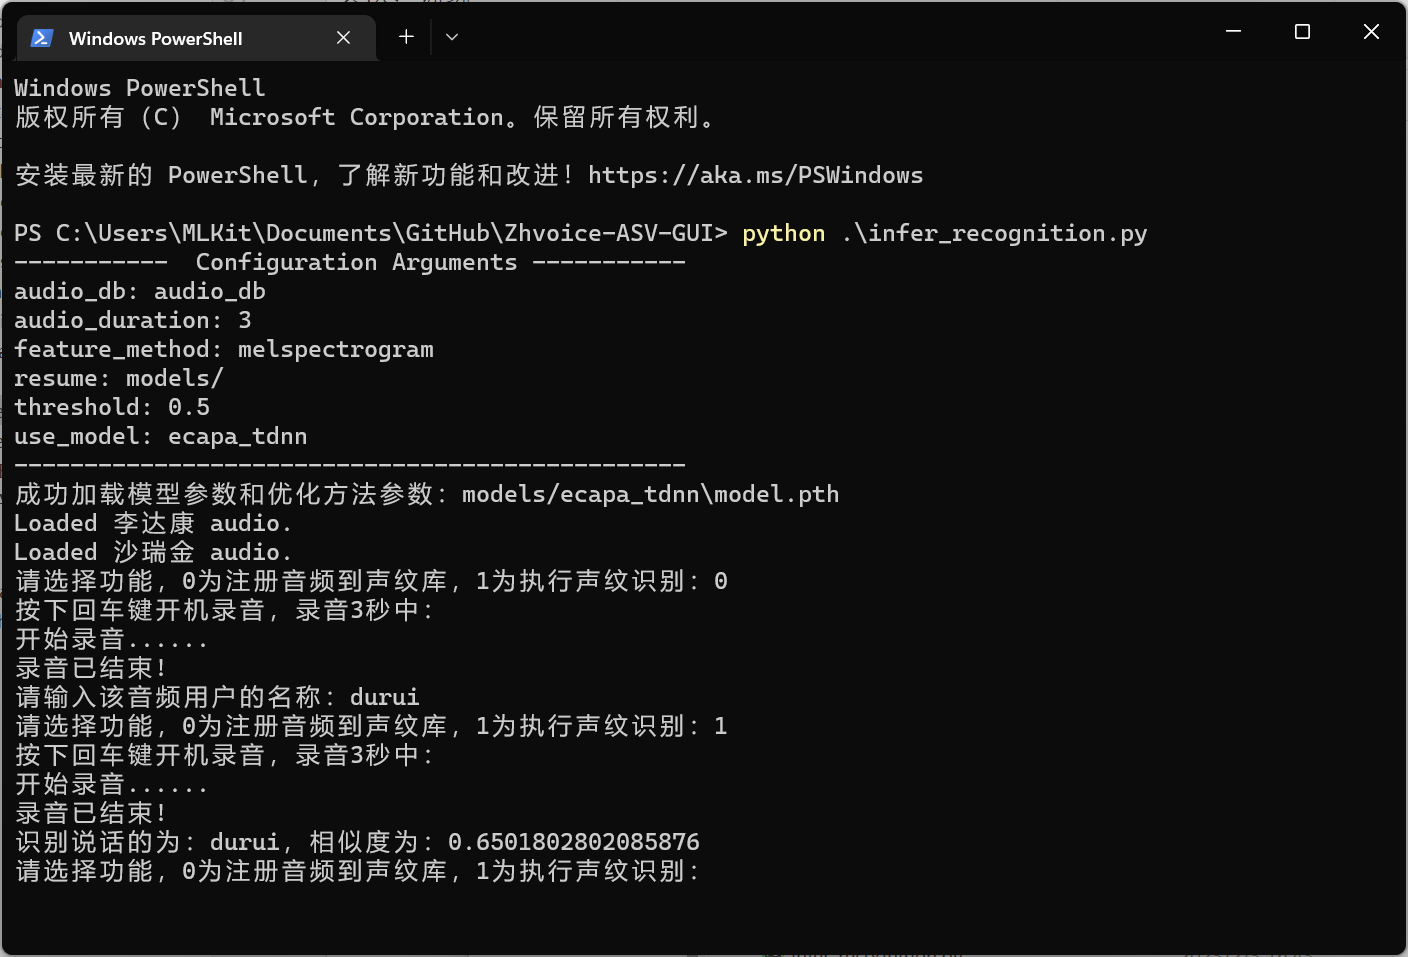 Windows PowerShell
Windows PowerShell
版权所有 (C) Microsoft Corporation。保留所有权利。
安装最新的 PowerShell,了解新功能和改进!https://aka.ms/PSWindows
PS C:\Users\MLKit\Documents\GitHub\Zhvoice-ASV-GUI> python .\infer_recognition.py
-----------  Configuration Arguments -----------
audio_db: audio_db
audio_duration: 3
feature_method: melspectrogram
resume: models/
threshold: 0.5
use_model: ecapa_tdnn
------------------------------------------------
成功加载模型参数和优化方法参数:models/ecapa_tdnn\model.pth
Loaded 李达康 audio.
Loaded 沙瑞金 audio.
请选择功能,0为注册音频到声纹库,1为执行声纹识别:0
按下回车键开机录音,录音3秒中:
开始录音......
录音已结束!
请输入该音频用户的名称:durui
请选择功能,0为注册音频到声纹库,1为执行声纹识别:1
按下回车键开机录音,录音3秒中:
开始录音......
录音已结束!
识别说话的为:durui,相似度为:0.6501802802085876
请选择功能,0为注册音频到声纹库,1为执行声纹识别: